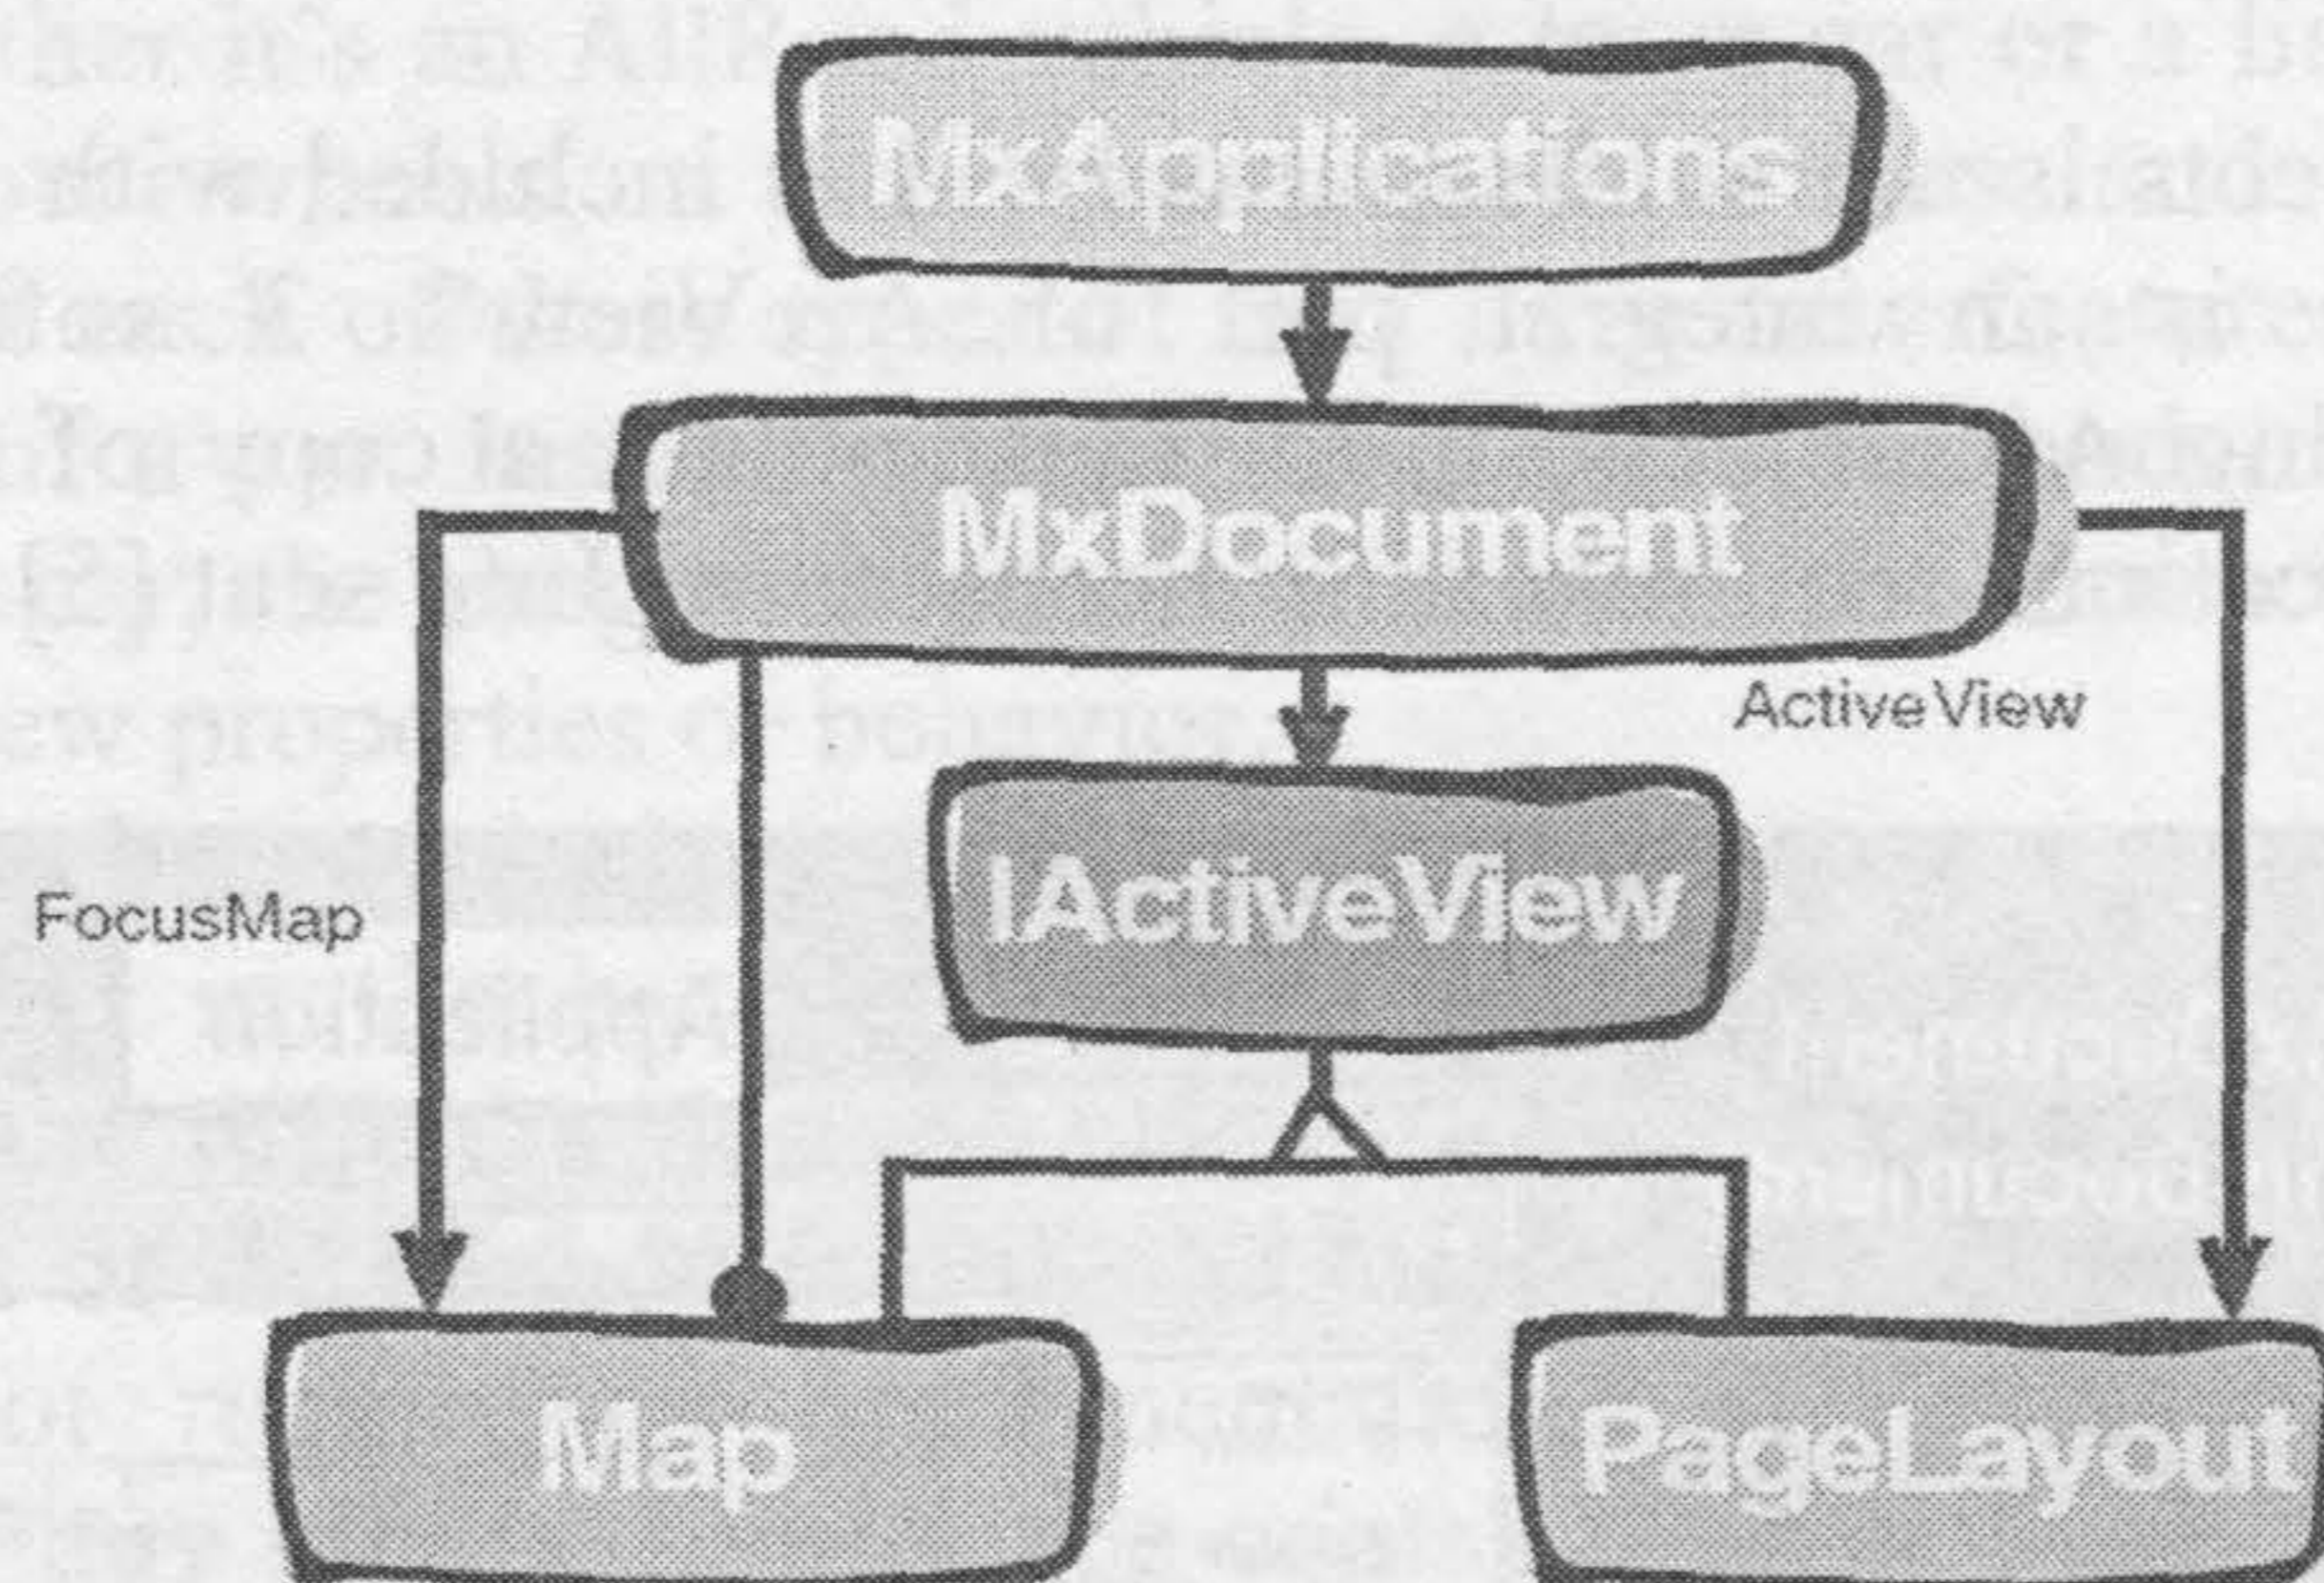 MxApplications
MxDocument
ActiveView
IActiveView
FocusMap
Map
PageLayout